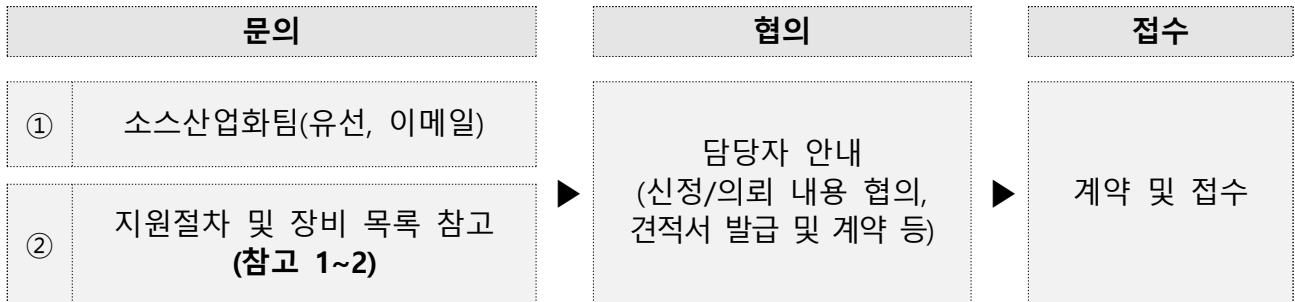 문의
협의
접수
① 소스산업화팀(유선, 이메일)
② 지원절차 및 장비 목록 참고
(참고 1~2)
▶
담당자 안내
(신정/의뢰 내용 협의,
견적서 발급 및 계약 등)
▶
계약 및 접수